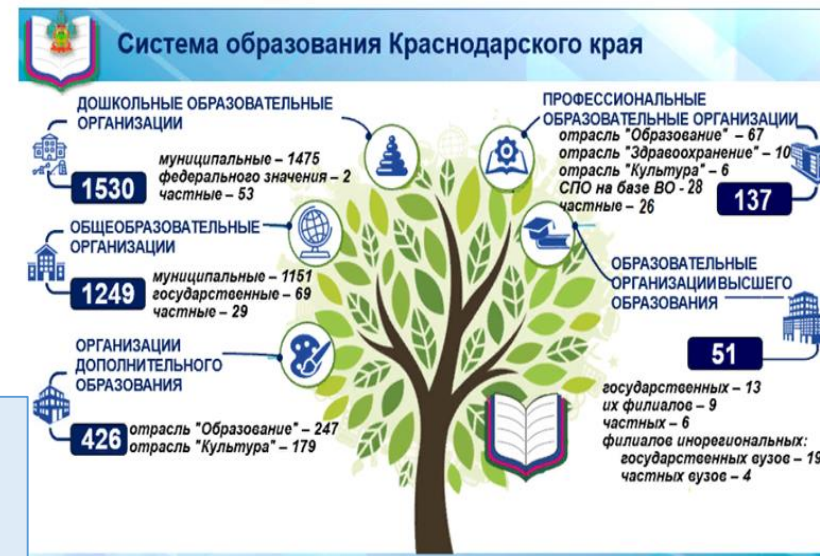 Система образования Краснодарского края
ДОШКОЛЬНЫЕ ОБРАЗОВАТЕЛЬНЫЕ
ОРГАНИЗАЦИИ
муниципальные – 1475
федерального значения – 2
частные – 53
1530
ОБЩЕОБРАЗОВАТЕЛЬНЫЕ
ОРГАНИЗАЦИИ
муниципальные – 1151
государственные – 69
частные – 29
1249
ОРГАНИЗАЦИИ
ДОПОЛНИТЕЛЬНОГО
ОБРАЗОВАНИЯ
отрасль "Образование" – 247
отрасль "Культура" – 179
426
ПРОФЕССИОНАЛЬНЫЕ
ОБРАЗОВАТЕЛЬНЫЕ ОРГАНИЗАЦИИ
отрасль "Образование" – 67
отрасль "Здравоохранение" – 10
отрасль "Культура" – 6
СПО на базе ВО - 28
частные – 26
137
ОБРАЗОВАТЕЛЬНЫЕ
ОРГАНИЗАЦИИ ВЫСШЕГО
ОБРАЗОВАНИЯ
51
государственных – 13
их филиалов – 9
частных – 6
филиалов инорегиональных:
государственных вузов – 19
частных вузов – 4